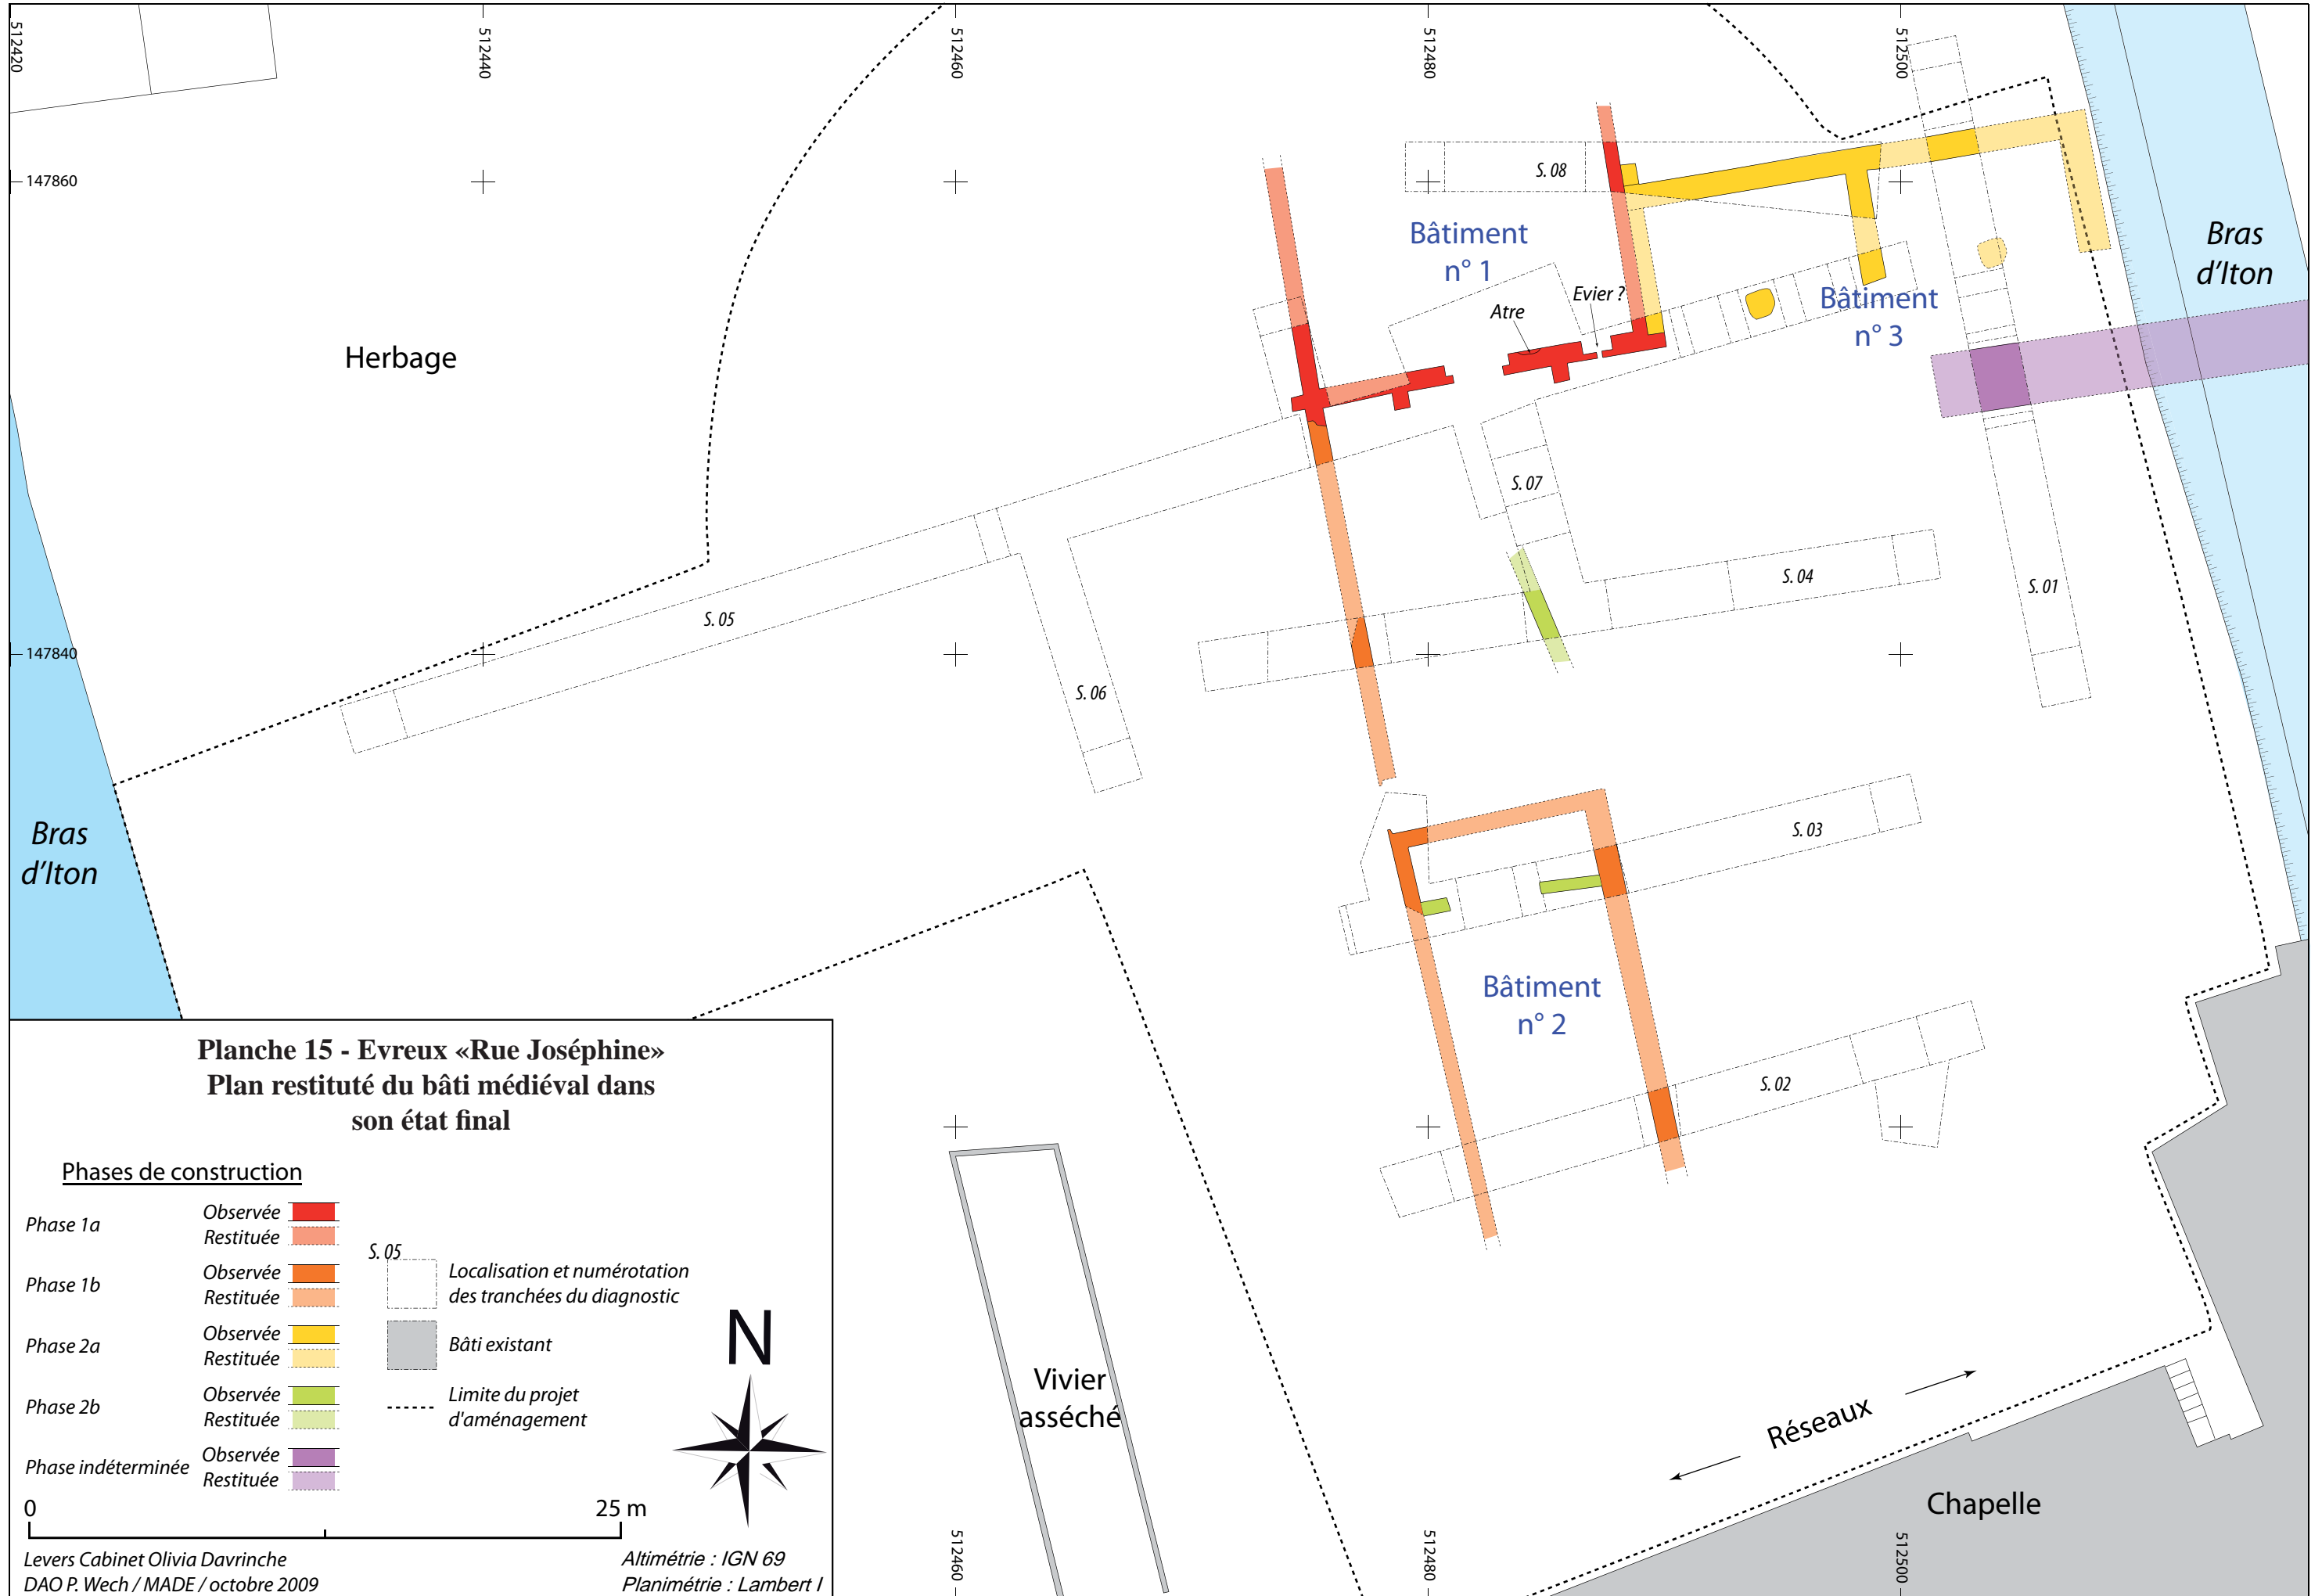 512420
512440
512460
512480
512500
147860
S. 08
Bâtiment
n° 1
Bras
d'Iton
Evier ?
Atre
Bâtiment
n° 3
Herbage
S. 07
S. 04
S. 01
S. 05
147840
S. 06
S. 03
Bras
d'Iton
Bâtiment
n° 2
S. 02
Planche 15 - Evreux «Rue Joséphine»
Plan restitué du bâti médiéval dans
son état final
Phases de construction
Phase 1a
Observée
Restituée
Phase 1b
Observée
Restituée
Phase 2a
Observée
Restituée
Phase 2b
Observée
Restituée
Phase indéterminée
Observée
Restituée
S. 05
Localisation et numérotation
des tranchées du diagnostic
Bâti existant
Limite du projet
d'aménagement
N
0
25 m
Levers Cabinet Olivia Davrinche
DAO P. Wech / MADE / octobre 2009
Altimétrie : IGN 69
Planimétrie : Lambert I
Vivier
asséché
Réseaux
Chapelle
512460
512480
512500